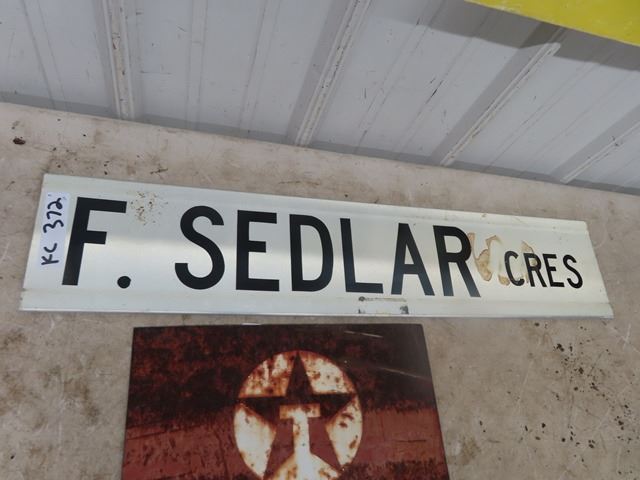 KC 372
F. SEDLAR CRES
T